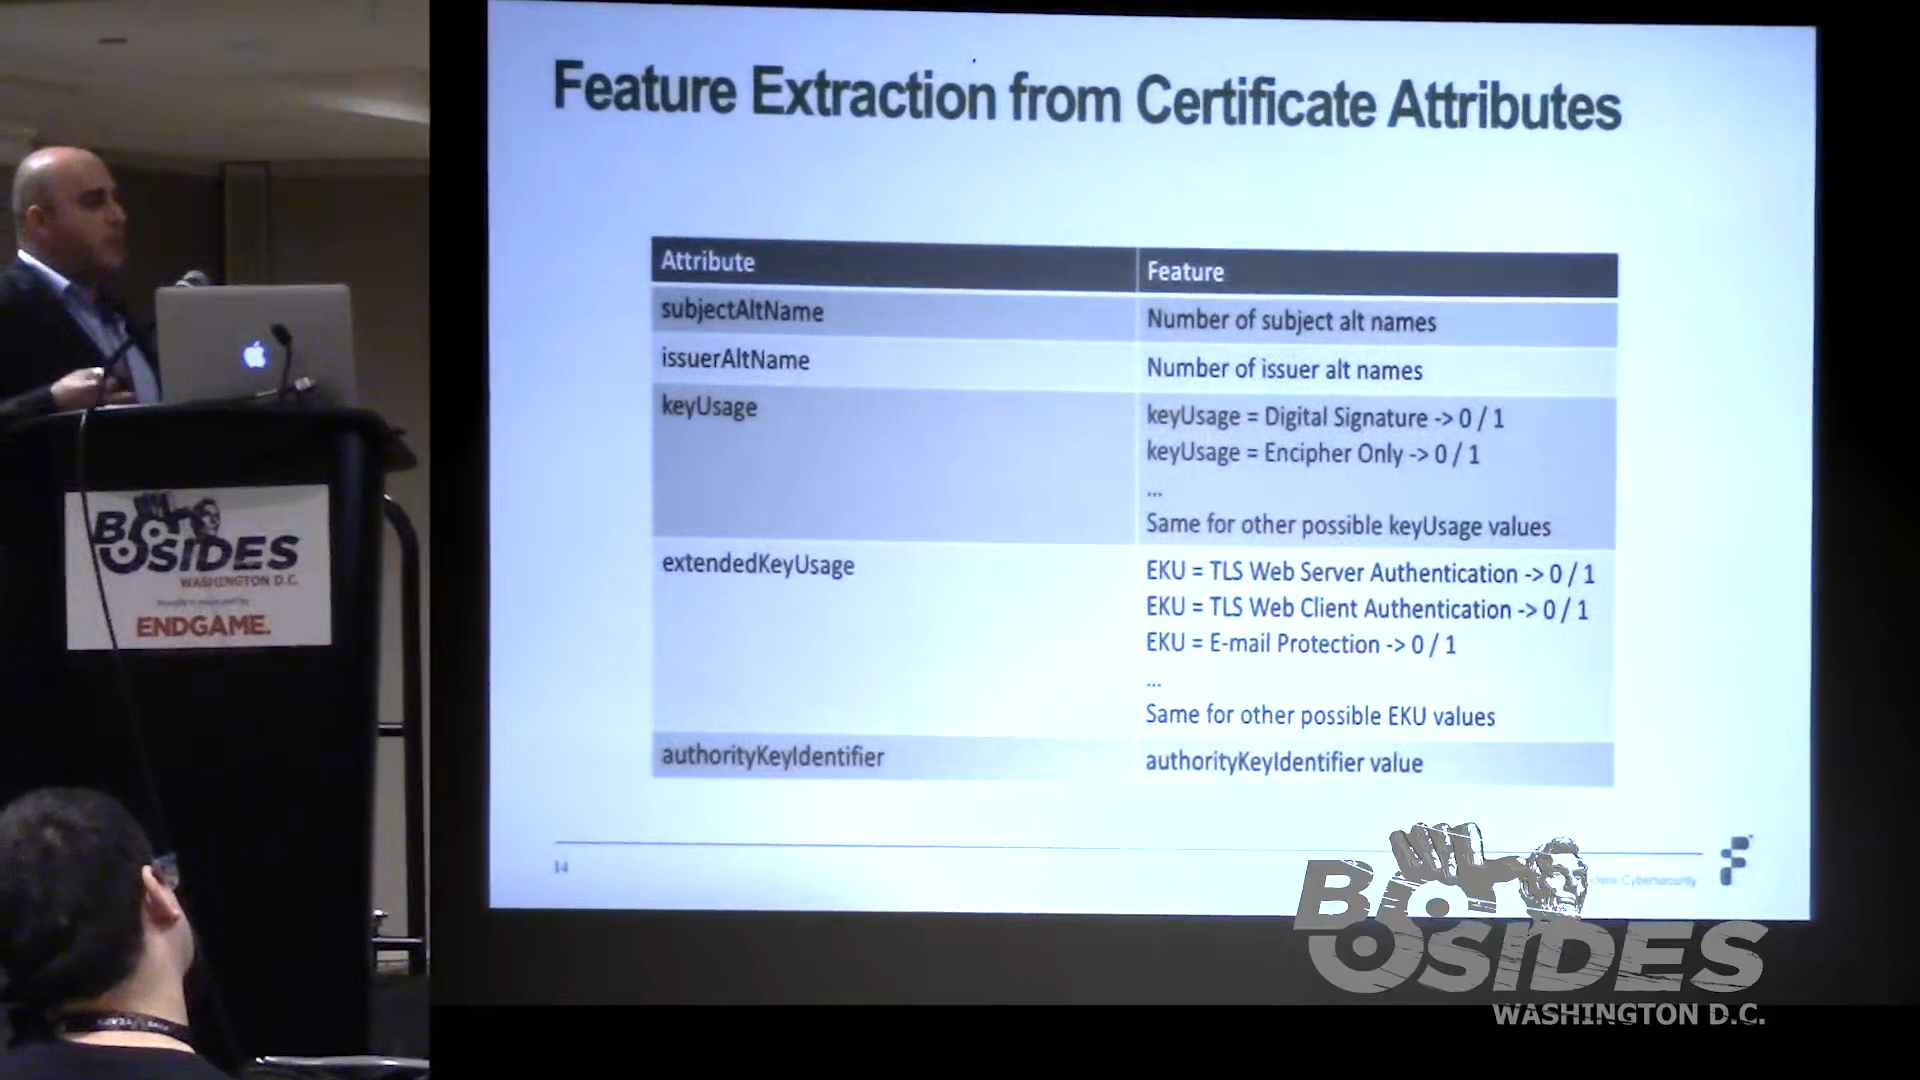 Feature Extraction from Certificate Attributes
Attribute
Feature
subjectAltName
Number of subject alt names
issuerAltName
Number of issuer alt names
keyUsage
keyUsage = Digital Signature -> 0 / 1
keyUsage = Encipher Only -> 0 / 1
...
Same for other possible keyUsage values
extendedKeyUsage
EKU = TLS Web Server Authentication -> 0 / 1
EKU = TLS Web Client Authentication -> 0 / 1
EKU = E-mail Protection -> 0 / 1
...
Same for other possible EKU values
authorityKeyIdentifier
authorityKeyIdentifier value
14
Cybersecurity
BSIDES
WASHINGTON D.C.
ENDGAME.
BSIDES
WASHINGTON D.C.